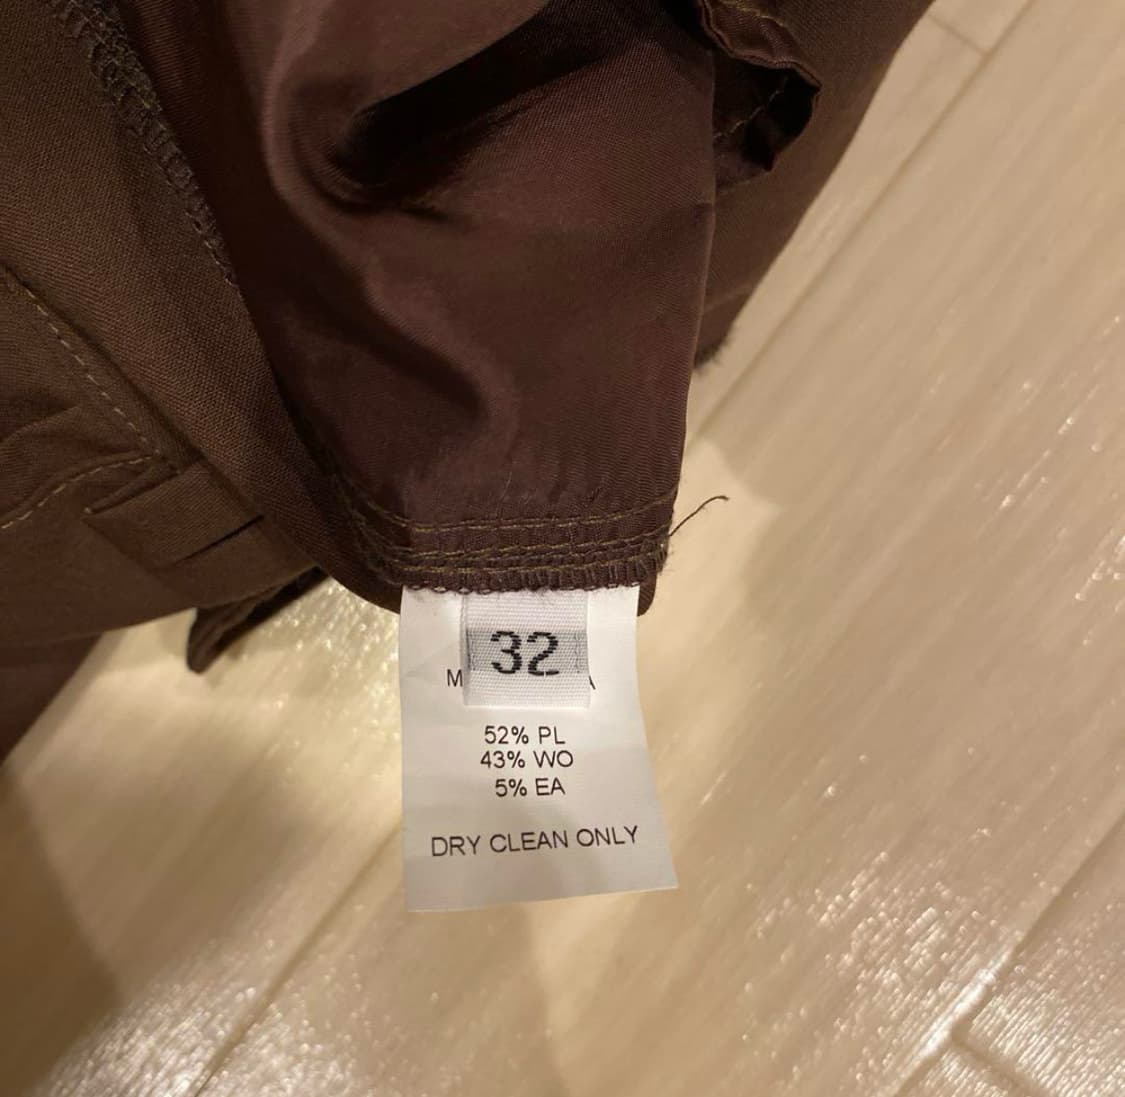 32
52% PL
43% WO
5% EA
DRY CLEAN ONLY